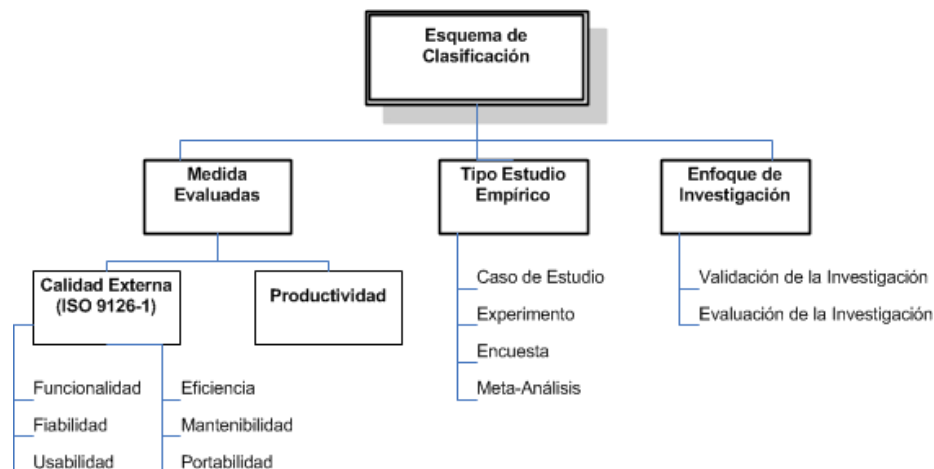 Esquema de
Clasificación
Medida
Evaluadas
Tipo Estudio
Empírico
Enfoque de
Investigación
Calidad Externa
(ISO 9126-1)
Productividad
Funcionalidad
Fiabilidad
Usabilidad
Eficiencia
Mantenibilidad
Portabilidad
Caso de Estudio
Experimento
Encuesta
Meta-Análisis
Validación de la Investigación
Evaluación de la Investigación